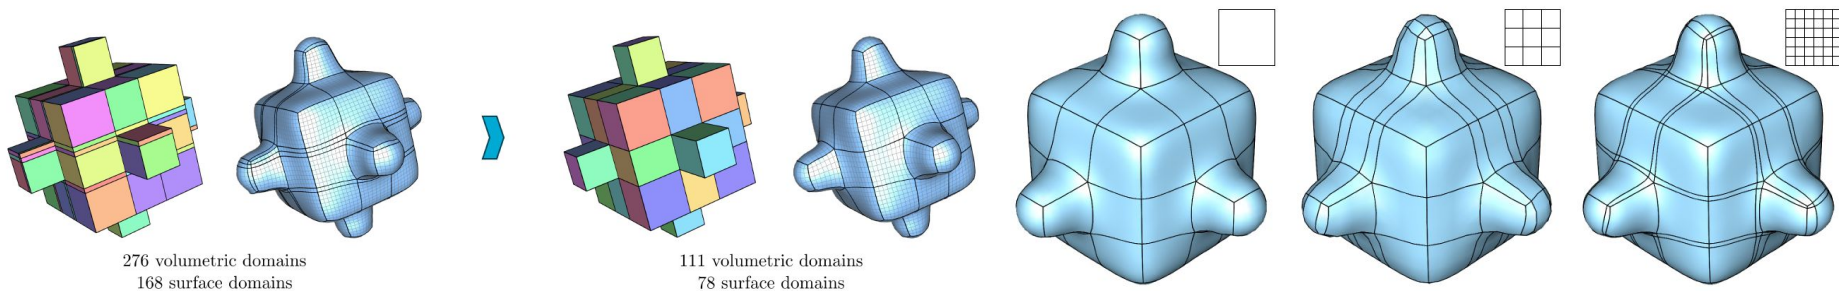 276 volumetric domains
168 surface domains
111 volumetric domains
78 surface domains